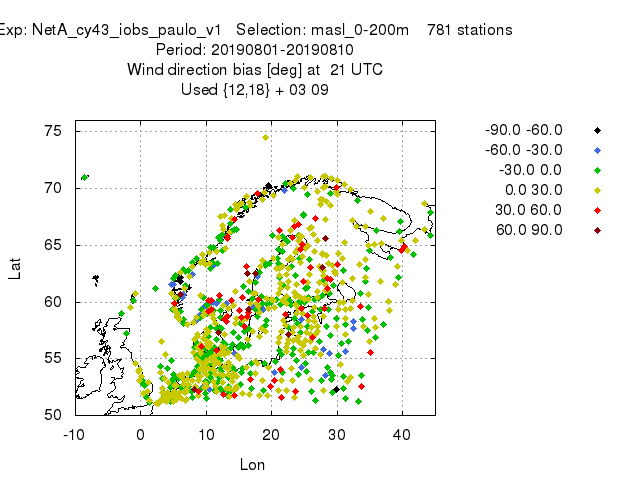 Exp: NetA_cy43_iobs_paulo_v1 Selection: masl_0-200m 781 stations
Period: 20190801-20190810
Wind direction bias [deg] at 21 UTC
Used {12,18} + 03 09
-90.0 -60.0
-60.0 -30.0
-30.0 0.0
0.0 30.0
30.0 60.0
60.0 90.0
75
70
65
60
55
50
Lat
-10 0 10 20 30 40
Lon